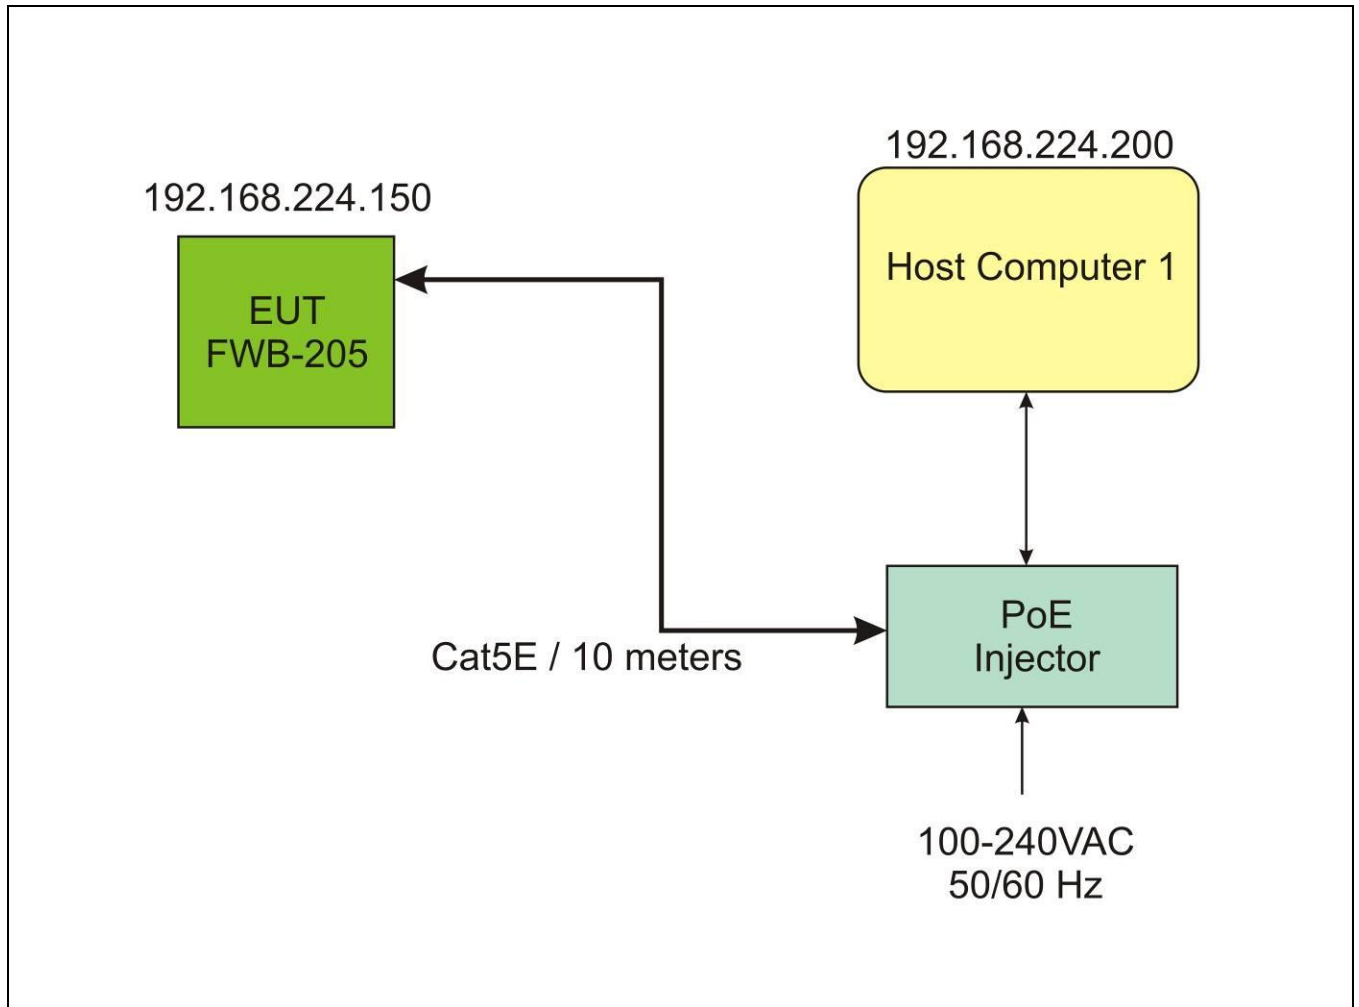 192.168.224.200
192.168.224.150
Host Computer 1
EUT
FWB-205
PoE
Injector
Cat5E / 10 meters
100-240VAC
50/60 Hz